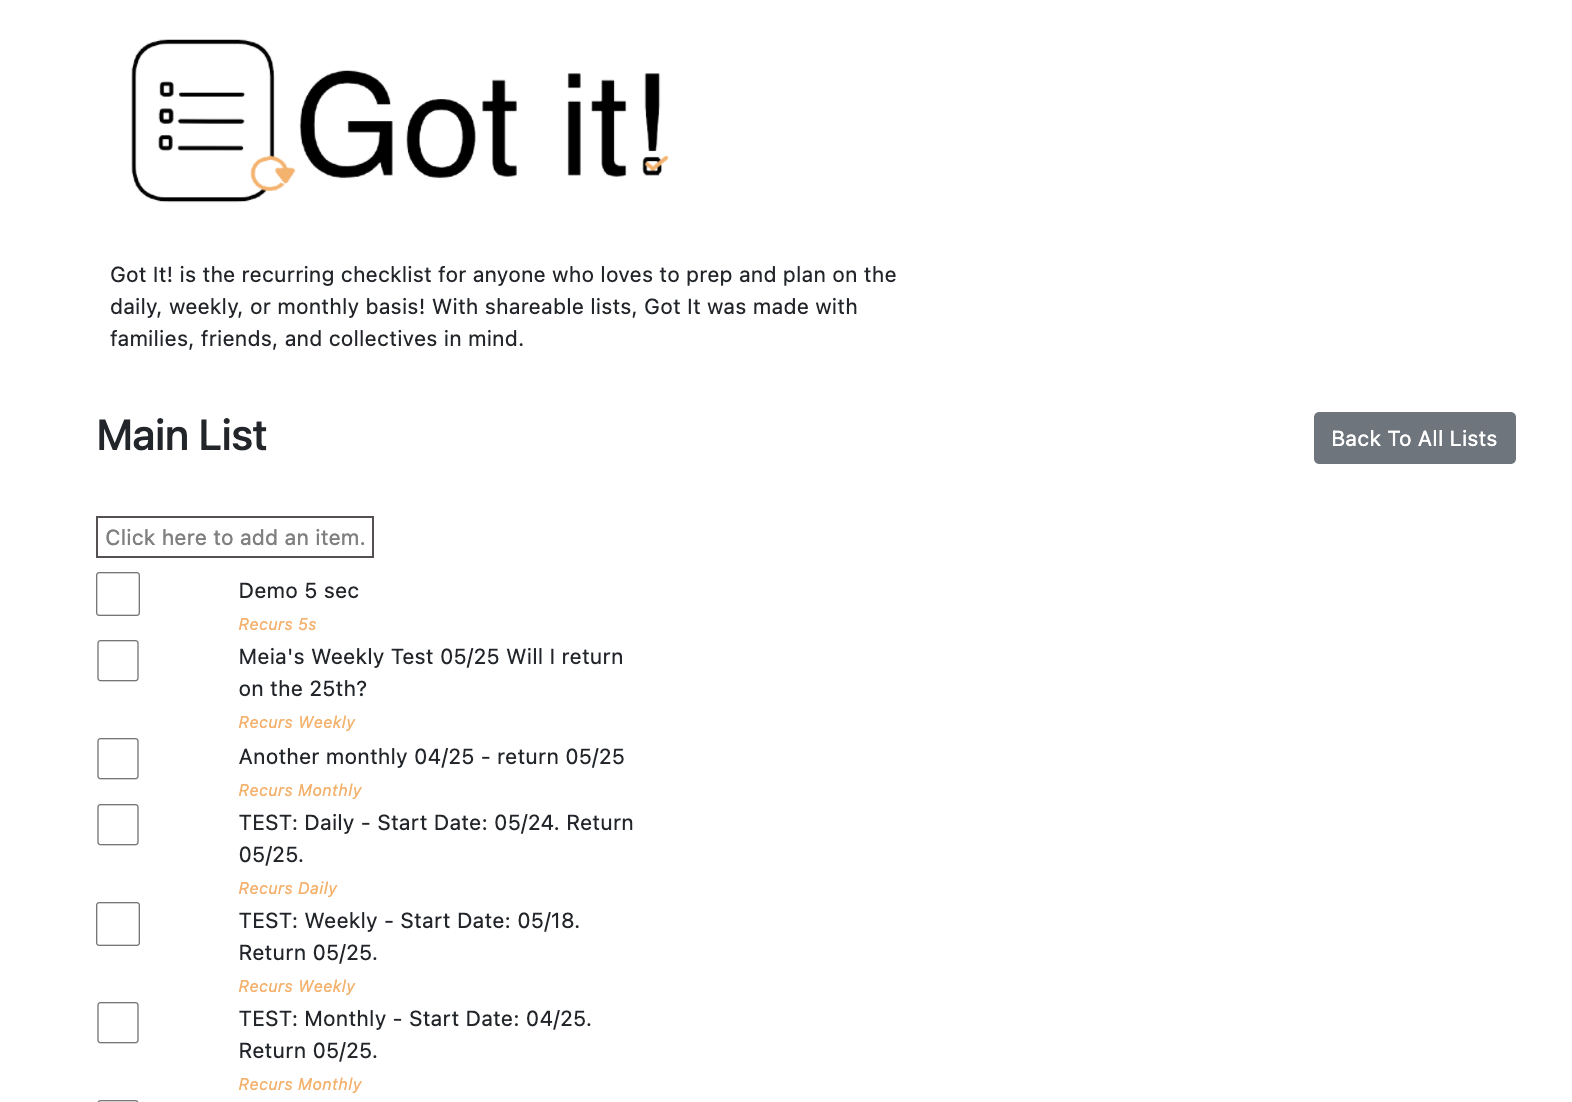 Got it!
Got It! is the recurring checklist for anyone who loves to prep and plan on the
daily, weekly, or monthly basis! With shareable lists, Got It was made with
families, friends, and collectives in mind.
Main List
Back To All Lists
Click here to add an item.
Demo 5 sec
Recurs 5s
Meia's Weekly Test 05/25 Will I return
on the 25th?
Recurs Weekly
Another monthly 04/25 - return 05/25
Recurs Monthly
TEST: Daily - Start Date: 05/24. Return
05/25.
Recurs Daily
TEST: Weekly - Start Date: 05/18.
Return 05/25.
Recurs Weekly
TEST: Monthly - Start Date: 04/25.
Return 05/25.
Recurs Monthly